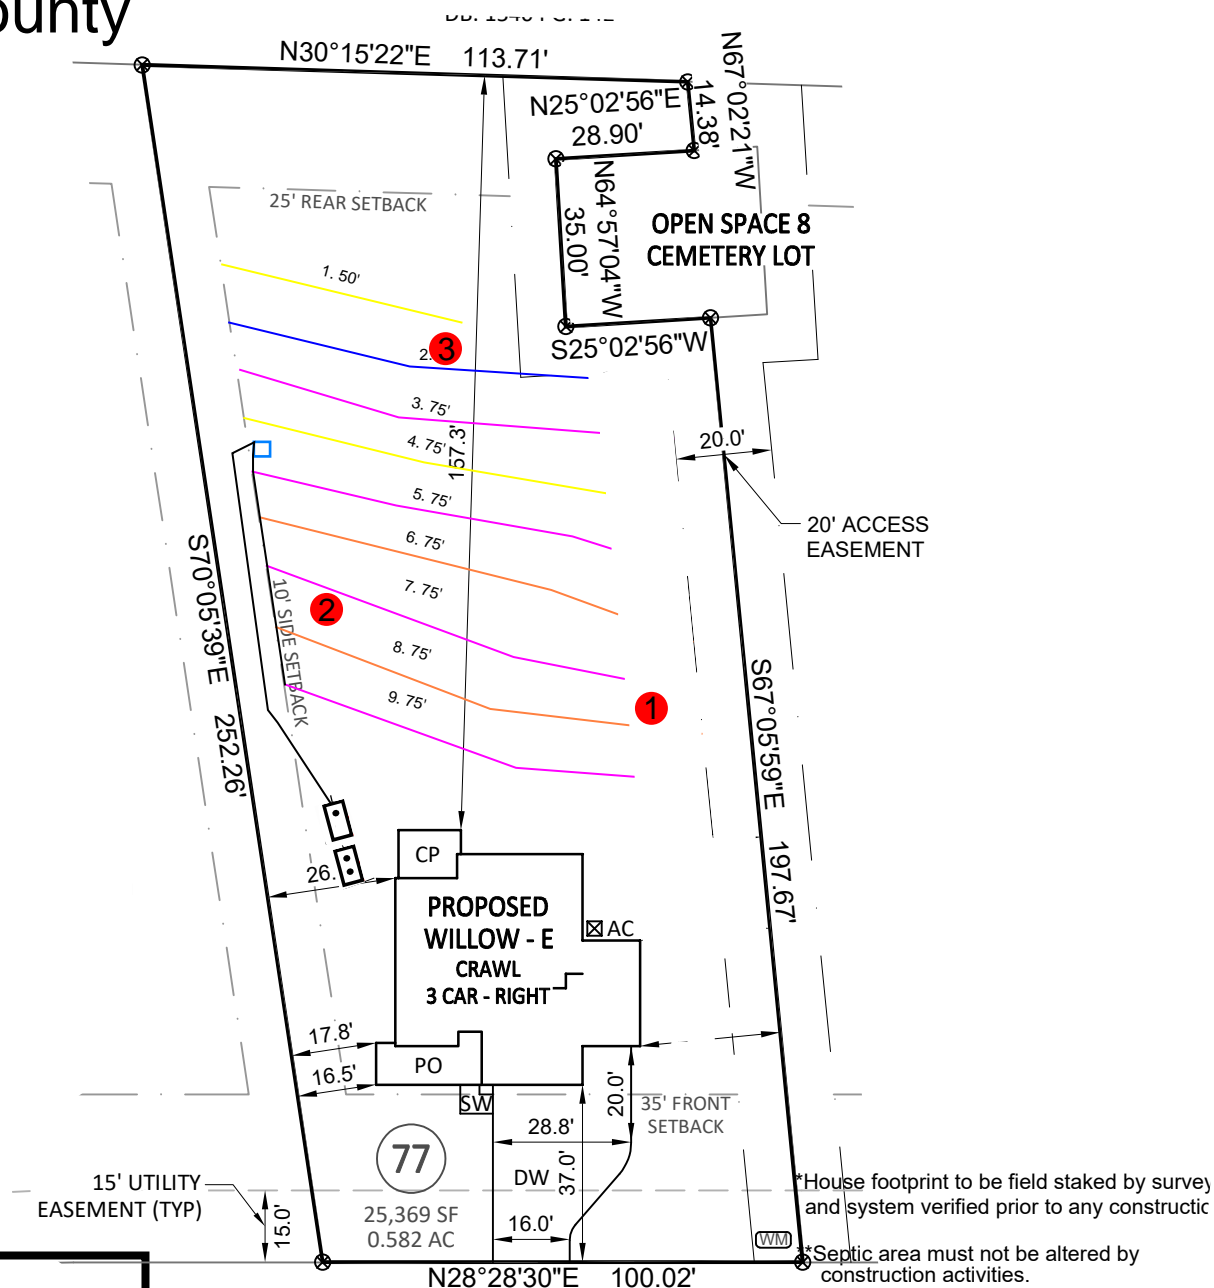 ounty
N30°15'22"E 113.71'
N67°02'21"W
14.38'
N25°02'56"E
28.90'
N64°57'04"W
35.00'
OPEN SPACE 8
CEMETERY LOT
25' REAR SETBACK
1. 50'
S25°02'56"W
2.
3
3. 75'
4. 75'
157.3'
20.0'
5. 75'
20' ACCESS
EASEMENT
6. 75'
7. 75'
S70°05'39"E 252.26'
10' SIDE SETBACK
2
8. 75'
9. 75'
1
S67°05'59"E 197.67'
CP
26.
PROPOSED
WILLOW - E
CRAWL
3 CAR - RIGHT
AC
17.8'
16.5'
PO
SW
20.0'
35' FRONT
SETBACK
28.8'
77
DW
37.0'
15' UTILITY
EASEMENT (TYP)
15.0'
25,369 SF
0.582 AC
16.0'
WM
*House footprint to be field staked by survey
and system verified prior to any constructio
**Septic area must not be altered by
construction activities.
N28°28'30"E 100.02'